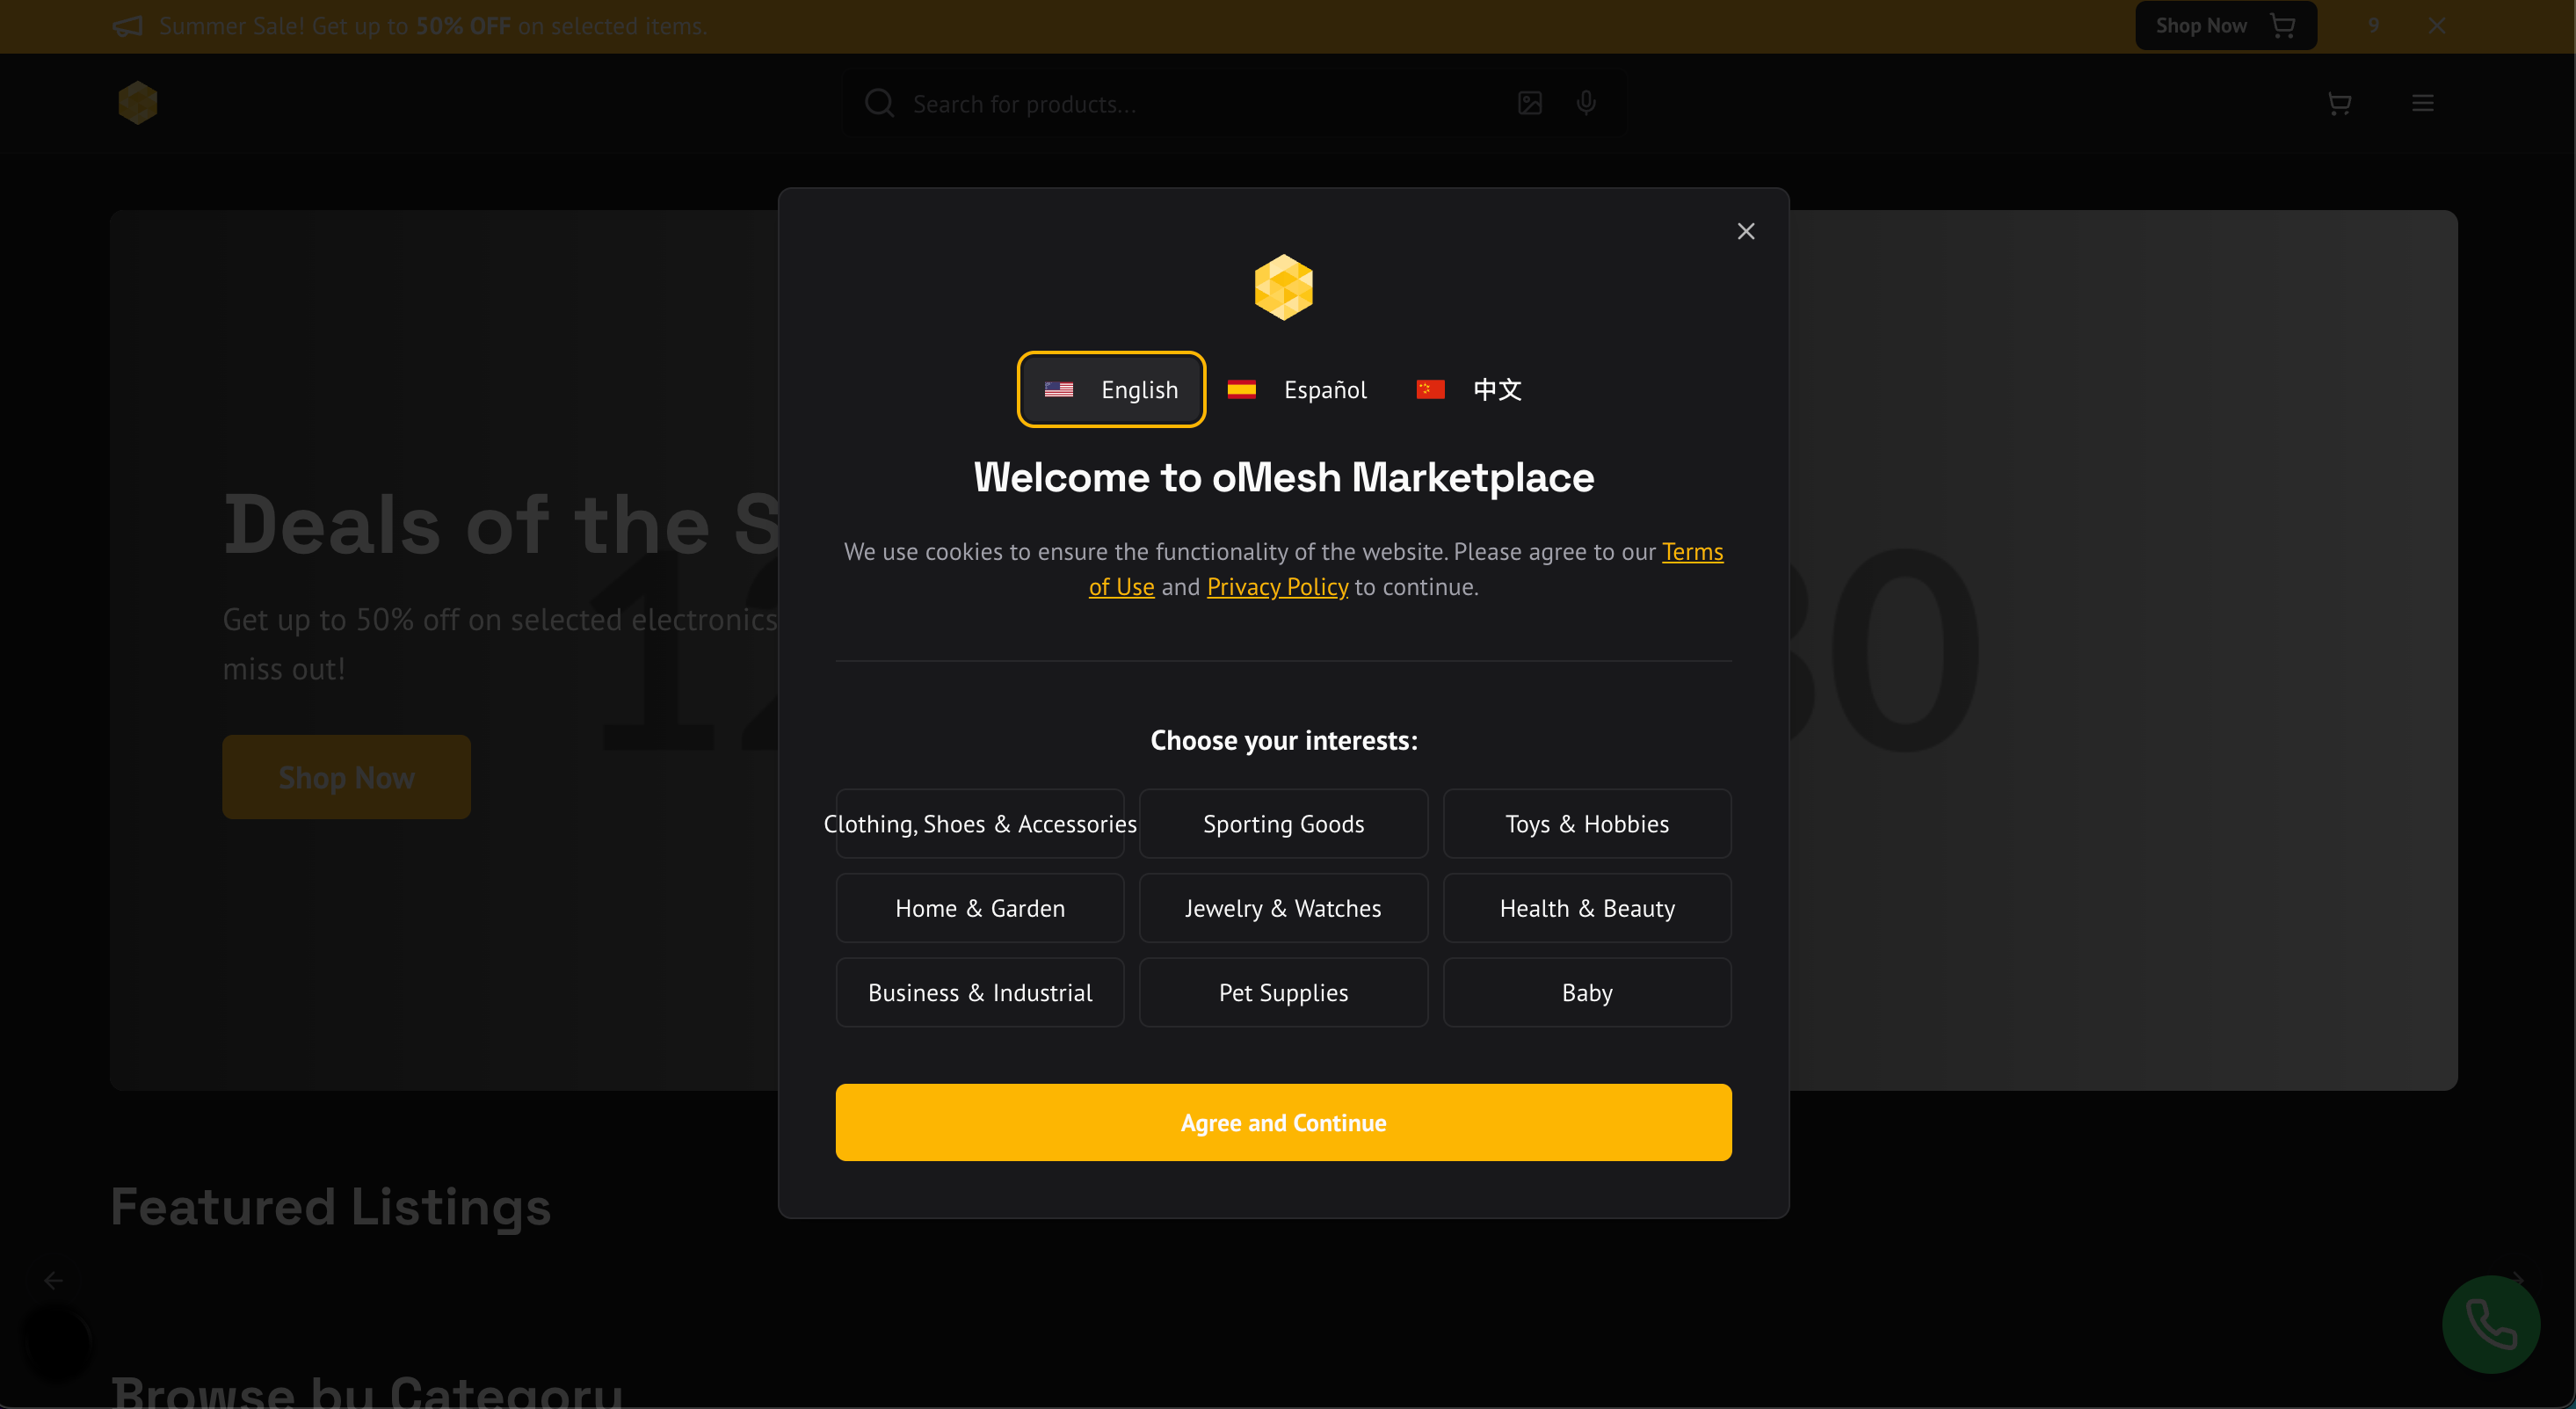 Summer Sale! Get up to 50% OFF on selected items.
Shop Now
9
Search for products...
English
Español
中文
Welcome to oMesh Marketplace
We use cookies to ensure the functionality of the website. Please agree to our Terms
of Use and Privacy Policy to continue.
Choose your interests:
Clothing, Shoes & Accessories
Sporting Goods
Toys & Hobbies
Home & Garden
Jewelry & Watches
Health & Beauty
Business & Industrial
Pet Supplies
Baby
Agree and Continue
Deals of the S
Get up to 50% off on selected electronics
miss out!
Shop Now
Featured Listings
Browse by Category